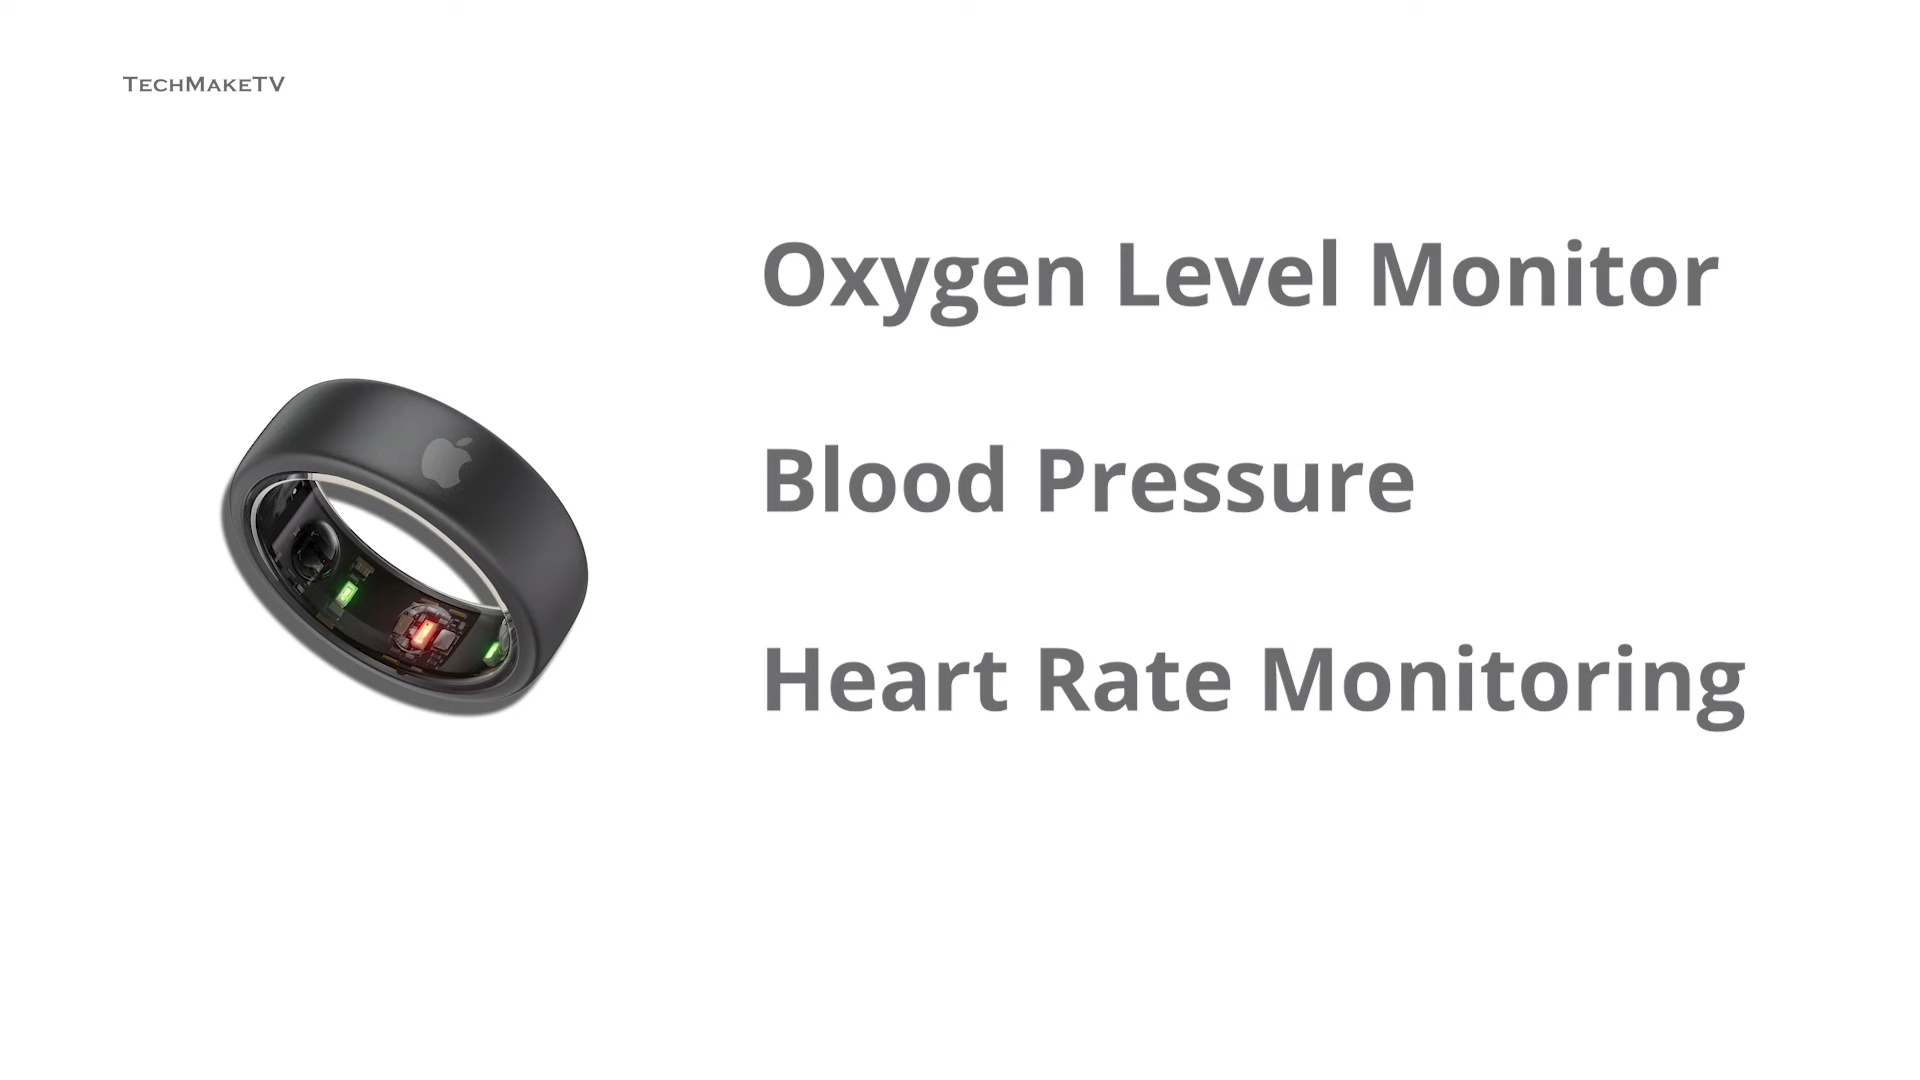 TECHMAKETV
Oxygen Level Monitor
Blood Pressure
Heart Rate Monitoring